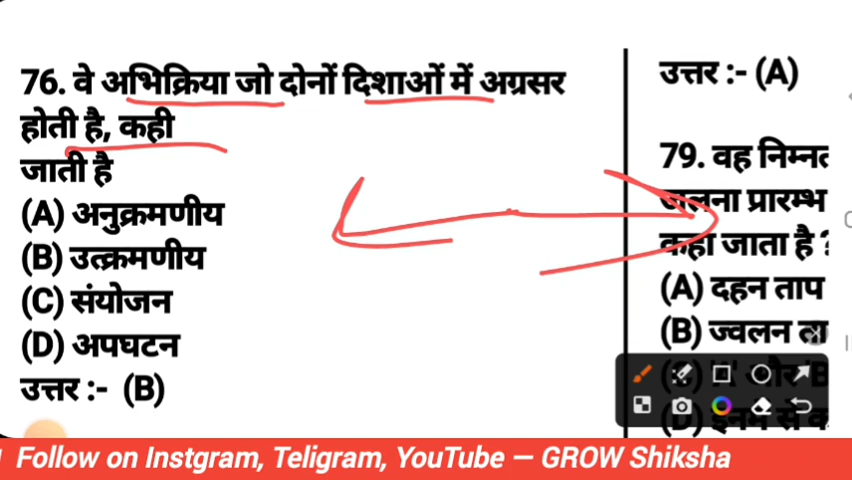 76. वे अभिक्रिया जो दोनों दिशाओं में अग्रसर
होती है, कही
जाती है
(A) अनुक्रमणीय
(B) उत्क्रमणीय
(C) संयोजन
(D) अपघटन
उत्तर :- (B)
उत्तर :- (A)
79. वह
जलना प्रारम्भ
कहा जाता है ?
(A) दहन ताप
(B) ज्वलन
Follow on Instgram, Teligram, YouTube — GROW Shiksha